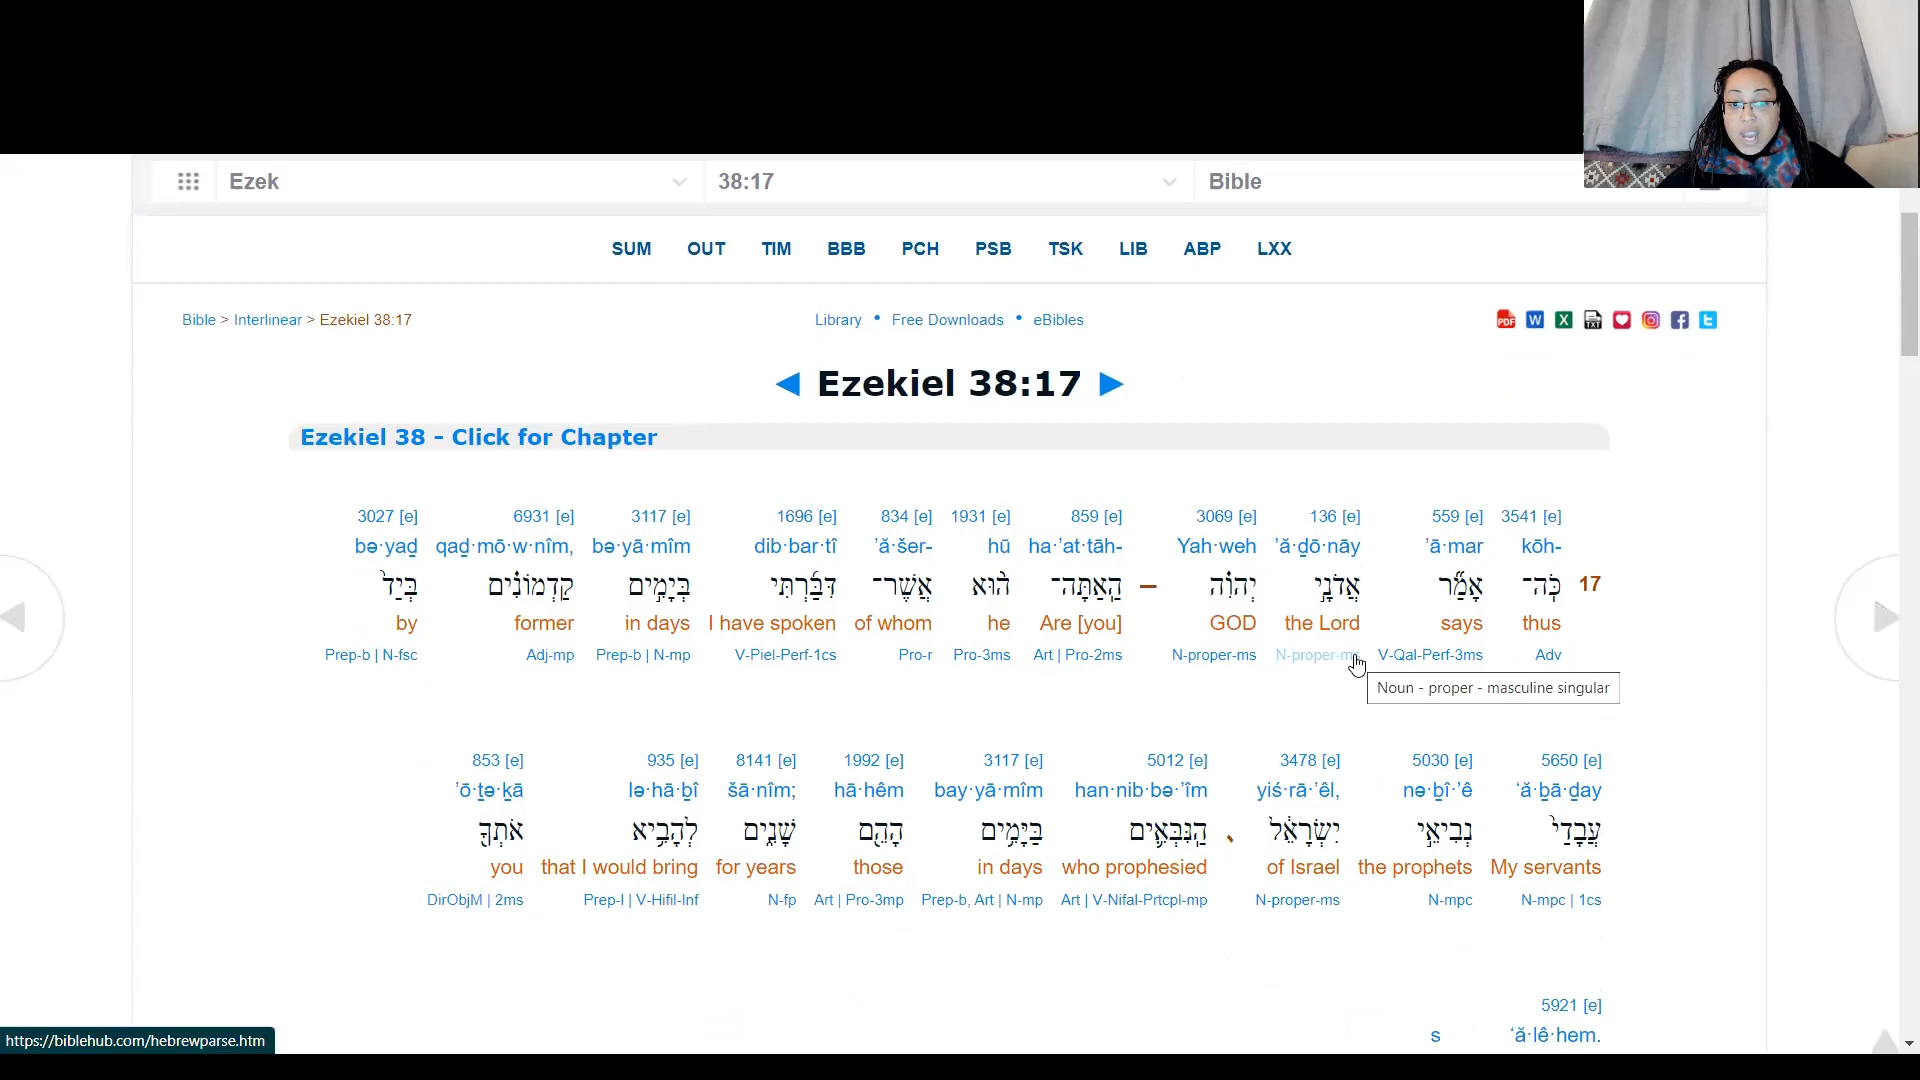 Ezek 38:17 Bible
SUM OUT TIM BBB PCH PSB TSK LIB ABP LXX
Bible > Interlinear > Ezekiel 38:17
Library • Free Downloads • eBibles
◄ Ezekiel 38:17 ►
Ezekiel 38 - Click for Chapter
3027 [e] 6931 [e] 3117 [e] 1696 [e] 834 [e] 1931 [e] 859 [e] 3069 [e] 136 [e] 559 [e] 3541 [e]
bə·yaḏ qaḏ·mō·w·nîm, bə·yā·mîm dib·bar·tî ’ă·šer- hū ha·’at·tāh- Yah·weh ’ă·ḏō·nāy ’ā·mar kōh-
17 כֹּֽה־ אָמַ֞ר אֲדֹנָ֣י יְהוִ֗ה — הַֽאַתָּה־ ה֨וּא אֲשֶׁר־ דִּבַּ֜רְתִּי בְּיָמִ֣ים קַדְמוֹנִ֗ים בְּיַד֙
by former in days I have spoken of whom he Are [you] GOD the Lord says thus
Prep-b | N-fsc Adj-mp Prep-b | N-mp V-Piel-Perf-1cs Pro-r Pro-3ms Art | Pro-2ms N-proper-ms N-proper-ms V-Qal-Perf-3ms Adv
Noun - proper - masculine singular
853 [e] 935 [e] 8141 [e] 1992 [e] 3117 [e] 5012 [e] 3478 [e] 5030 [e] 5650 [e]
’ō·ṯə·ḵā lə·hā·ḇî šā·nîm; hā·hêm bay·yā·mîm han·nib·bə·’îm yiś·rā·’êl, nə·ḇî·’ê ‘ă·ḇā·ḏay
עֲבָדַי֙ נְבִיאֵ֣י יִשְׂרָאֵ֔ל 、 הַֽנִּבְּאִ֛ים בַּיָּמִ֥ים הָהֵ֖ם שָׁנִ֑ים לְהָבִ֥יא אֹתְךָ֖
you that I would bring for years those in days who prophesied of Israel the prophets My servants
DirObjM | 2ms Prep-l | V-Hifil-Inf N-fp Art | Pro-3mp Prep-b, Art | N-mp Art | V-Nifal-Prtcpl-mp N-proper-ms N-mpc N-mpc | 1cs
5921 [e]
s ‘ă·lê·hem.
https://biblehub.com/hebrewparse.htm